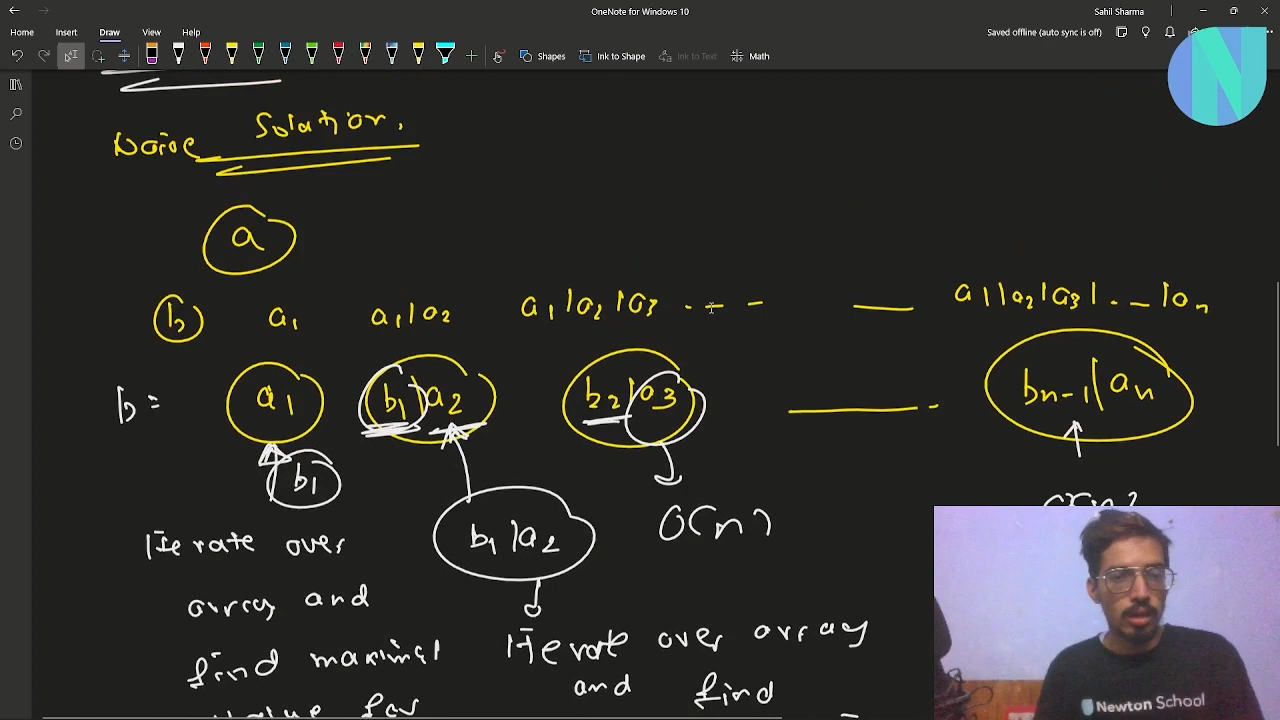 OneNote for Windows 10
Sahil Sharma
Home Insert Draw View Help
Saved offline (auto sync is off)
Shapes Ink to Shape Ink to Text Math
Naive Solution.
a
b a1 a1|a2 a1|a2|a3 . - - — a1|a2|a3| . . _ |an
b = a1 b1|a2 b2|a3 — - bn-1|an
b1
b1|a2 O(n)
Iterate over
array and
find maximal
value for
Iterate over array
and find
Newton School